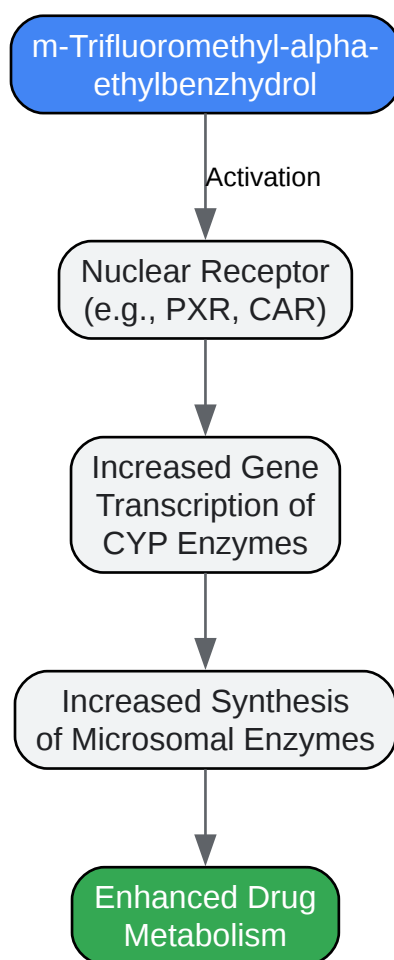 m-Trifluoromethyl-alpha-
ethylbenzhydrol
Activation
Nuclear Receptor
(e.g., PXR, CAR)
Increased Gene
Transcription of
CYP Enzymes
Increased Synthesis
of Microsomal Enzymes
Enhanced Drug
Metabolism